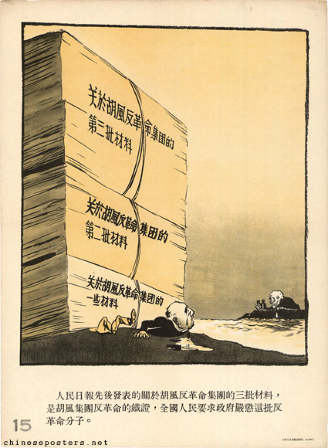 关於胡風反革命集团的
第三批材料
关於胡風反革命集團的
第二批材料
关於胡風反革命集团的
一些材料
人民日報先後發表的關於胡風反革命集團的三批材料，
是胡風集團反革命的鐵證，全國人民要求政府嚴懲這批反
革命分子。
15
chineseposters.net